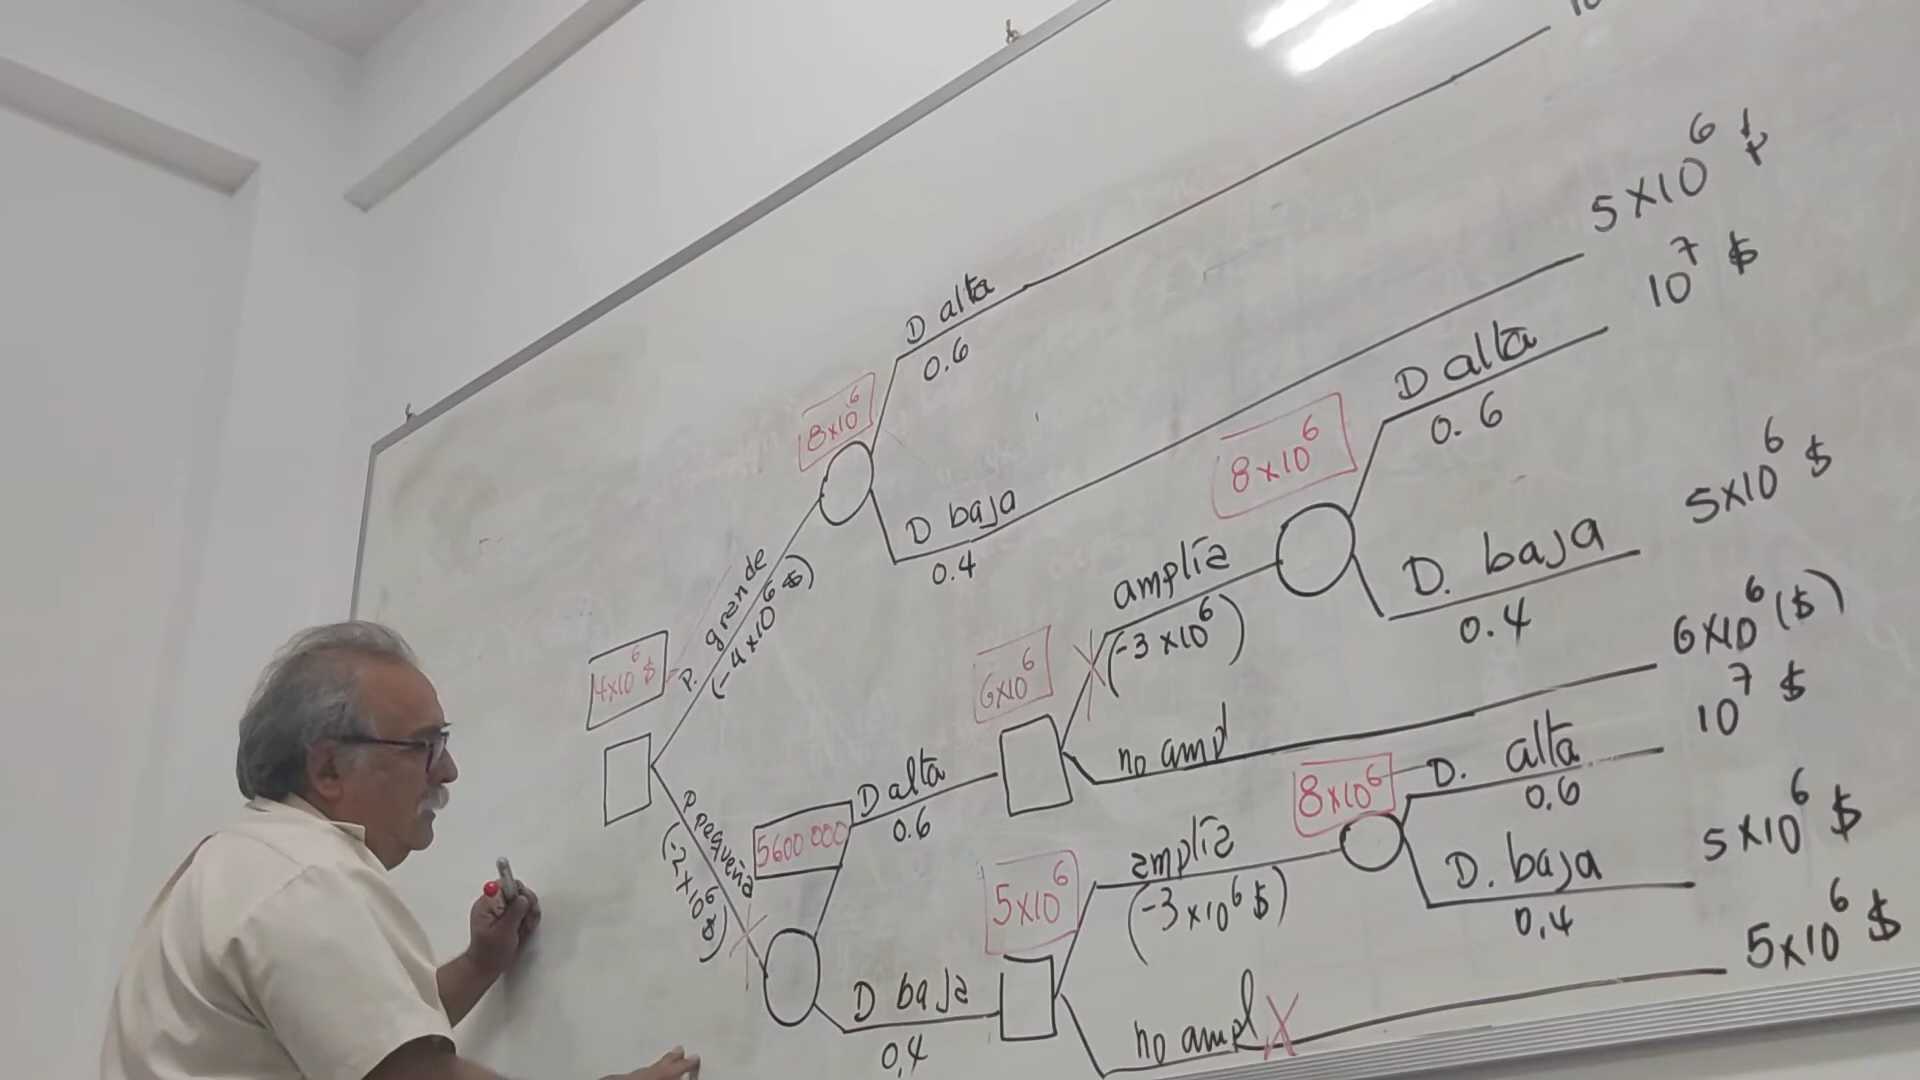 10
D alta
0.6
5x10⁶ $
8x10⁶
D baja
0.4
P. grande
(-4x10⁶ $)
4x10⁶ $
10⁷ $
D alta
0.6
8x10⁶
5x10⁶ $
D. baja
0.4
amplía
(-3x10⁶)
6x10⁶
6x10⁶ ($)
no ampl
D alta
0.6
P pequeña
(-2x10⁶ $)
5600 000
10⁷ $
D. alta
0.6
8x10⁶
5x10⁶ $
D. baja
0,4
amplía
(-3x10⁶ $)
5x10⁶
5x10⁶ $
D baja
0,4
no ampl X